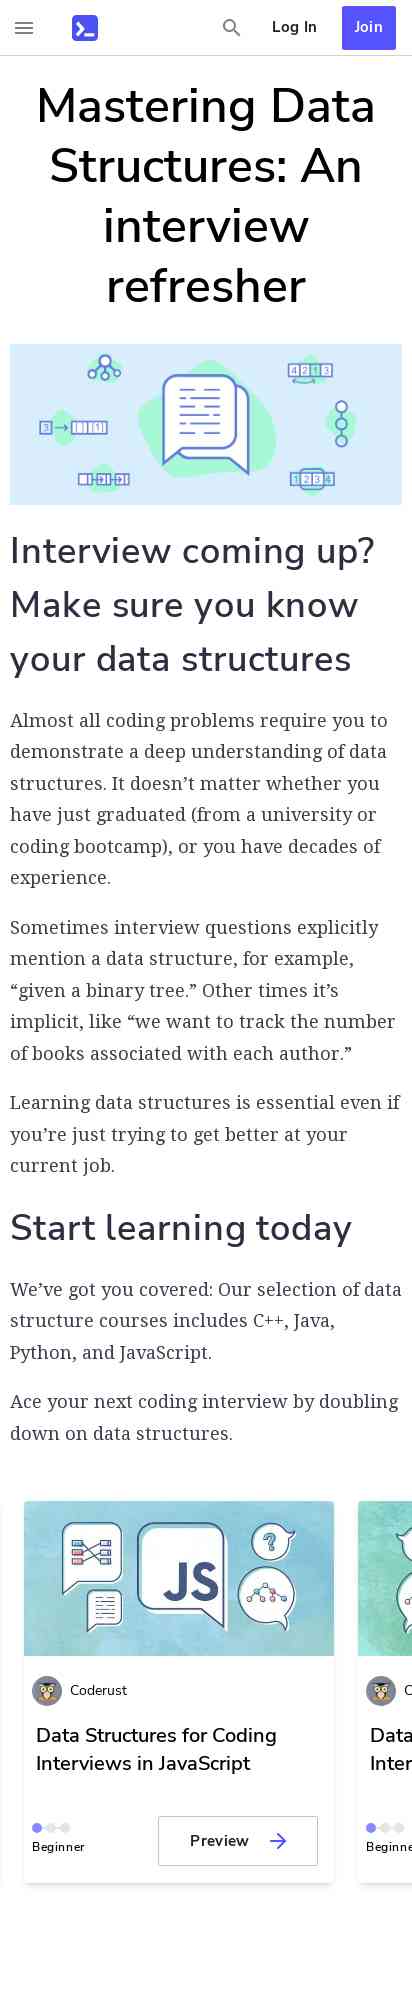 Log In
Join
Mastering Data
Structures: An
interview
refresher
3
1
4 2 1 3
1 2 3 4
Interview coming up?
Make sure you know
your data structures
Almost all coding problems require you to
demonstrate a deep understanding of data
structures. It doesn’t matter whether you
have just graduated (from a university or
coding bootcamp), or you have decades of
experience.
Sometimes interview questions explicitly
mention a data structure, for example,
“given a binary tree.” Other times it’s
implicit, like “we want to track the number
of books associated with each author.”
Learning data structures is essential even if
you’re just trying to get better at your
current job.
Start learning today
We’ve got you covered: Our selection of data
structure courses includes C++, Java,
Python, and JavaScript.
Ace your next coding interview by doubling
down on data structures.
JS
?
Coderust
Data Structures for Coding
Interviews in JavaScript
Beginner
Preview
Data